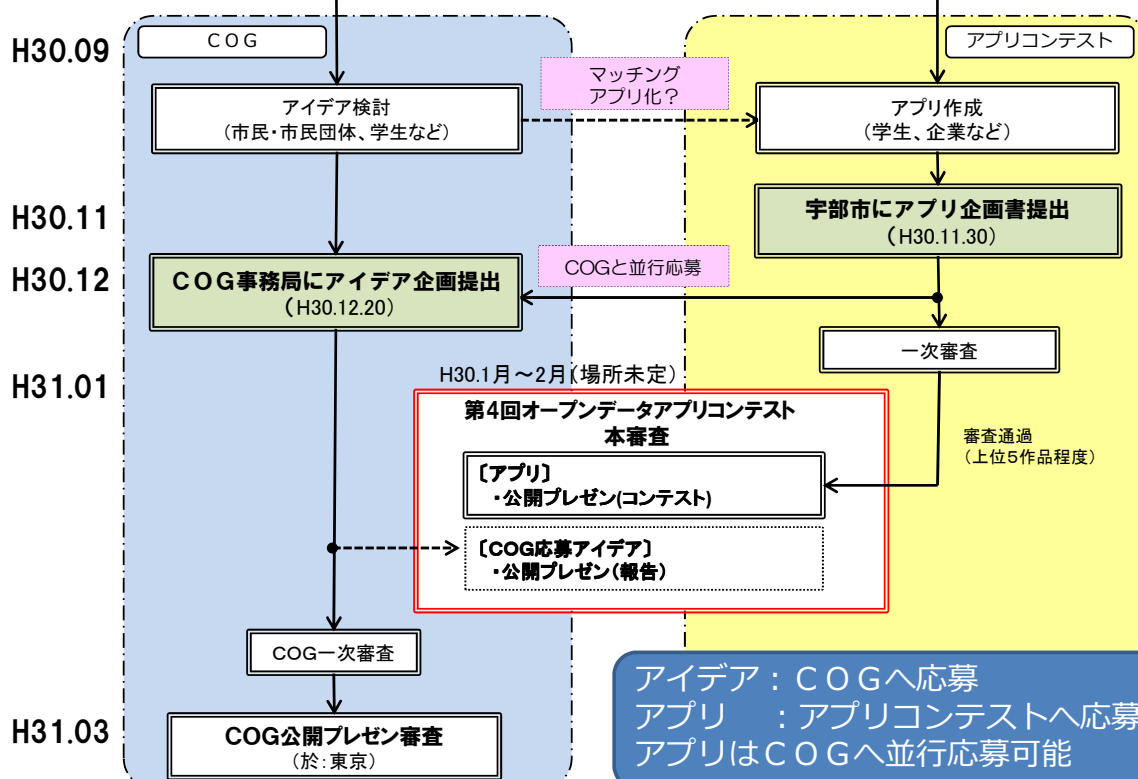 H30.09
COG
アプリコンテスト
マッチング
アプリ化？
アイデア検討
(市民・市民団体、学生など)
アプリ作成
(学生、企業など)
H30.11
宇部市にアプリ企画書提出
(H30.11.30)
H30.12
COG事務局にアイデア企画提出
(H30.12.20)
COGと並行応募
一次審査
H31.01
H30.1月～2月(場所未定)
第4回オープンデータアプリコンテスト
本審査
審査通過
(上位5作品程度)
〔アプリ〕
・公開プレゼン(コンテスト)
〔COG応募アイデア〕
・公開プレゼン(報告)
COG一次審査
アイデア：ＣＯＧへ応募
アプリ　：アプリコンテストへ応募
アプリはＣＯＧへ並行応募可能
H31.03
COG公開プレゼン審査
(於：東京)